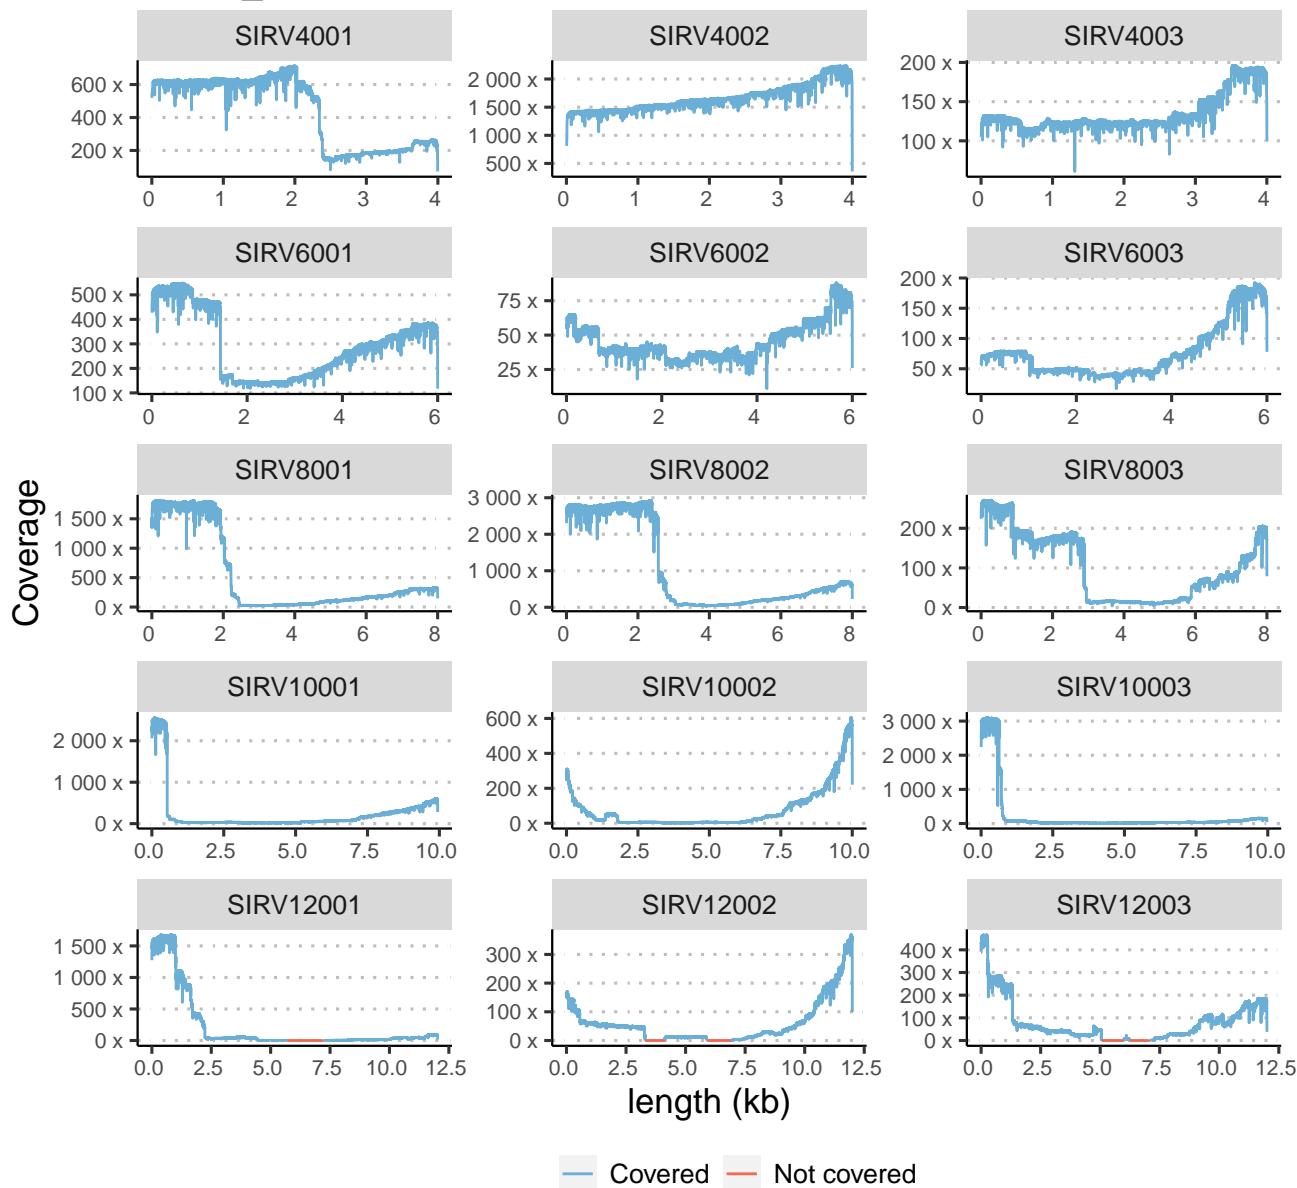 SIRV4001 SIRV4002 SIRV4003
600 x 400 x 200 x
2 000 x 1 500 x 1 000 x 500 x
200 x 150 x 100 x
0 1 2 3 4 0 1 2 3 4 0 1 2 3 4
SIRV6001 SIRV6002 SIRV6003
500 x 400 x 300 x 200 x 100 x
75 x 50 x 25 x
200 x 150 x 100 x 50 x
0 2 4 6 0 2 4 6 0 2 4 6
SIRV8001 SIRV8002 SIRV8003
1 500 x 1 000 x 500 x 0 x
3 000 x 2 000 x 1 000 x 0 x
200 x 100 x 0 x
0 2 4 6 8 0 2 4 6 8 0 2 4 6 8
Coverage
SIRV10001 SIRV10002 SIRV10003
2 000 x 1 000 x 0 x
600 x 400 x 200 x 0 x
3 000 x 2 000 x 1 000 x 0 x
0.0 2.5 5.0 7.5 10.0 0.0 2.5 5.0 7.5 10.0 0.0 2.5 5.0 7.5 10.0
SIRV12001 SIRV12002 SIRV12003
1 500 x 1 000 x 500 x 0 x
300 x 200 x 100 x 0 x
400 x 300 x 200 x 100 x 0 x
0.0 2.5 5.0 7.5 10.0 12.5 0.0 2.5 5.0 7.5 10.0 12.5 0.0 2.5 5.0 7.5 10.0 12.5
length (kb)
Covered Not covered